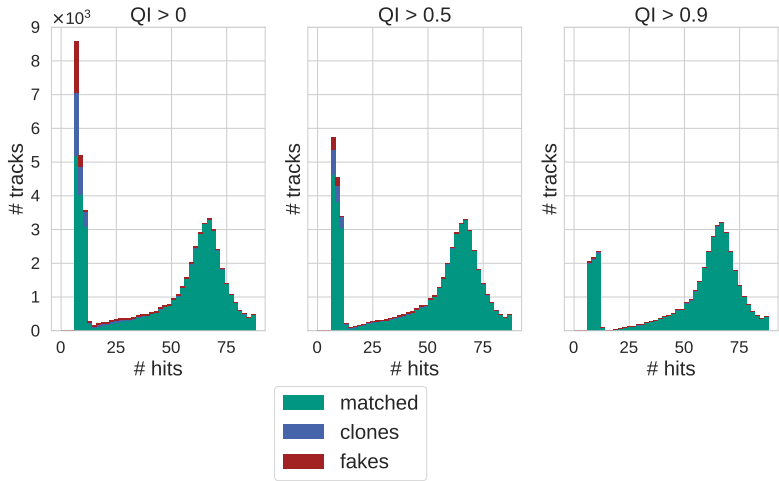 ×10³
QI > 0
QI > 0.5
QI > 0.9
# tracks
# tracks
# tracks
9
8
7
6
5
4
3
2
1
0
0 25 50 75
0 25 50 75
0 25 50 75
# hits
# hits
# hits
matched
clones
fakes